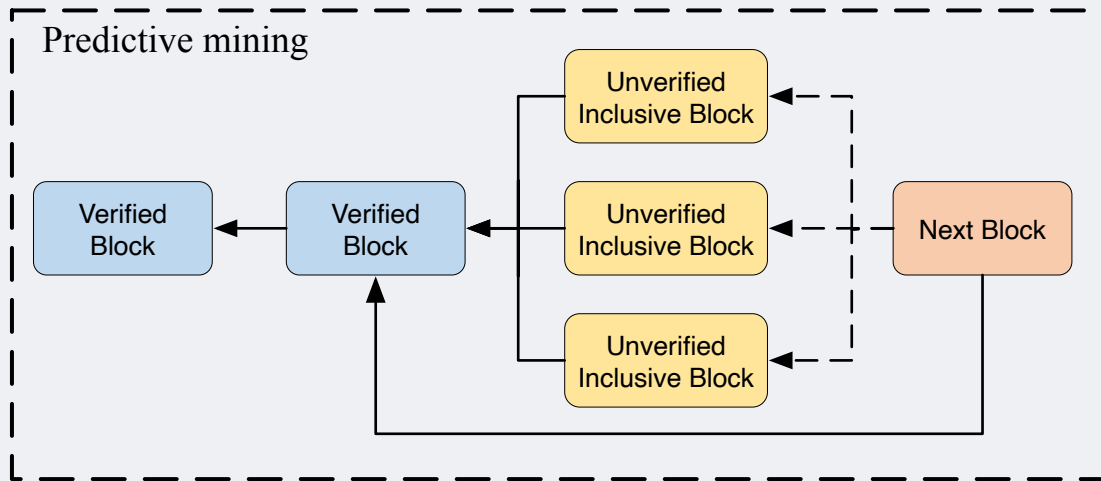 Predictive mining
Unverified
Inclusive Block
Verified
Block
Verified
Block
Unverified
Inclusive Block
Next Block
Unverified
Inclusive Block